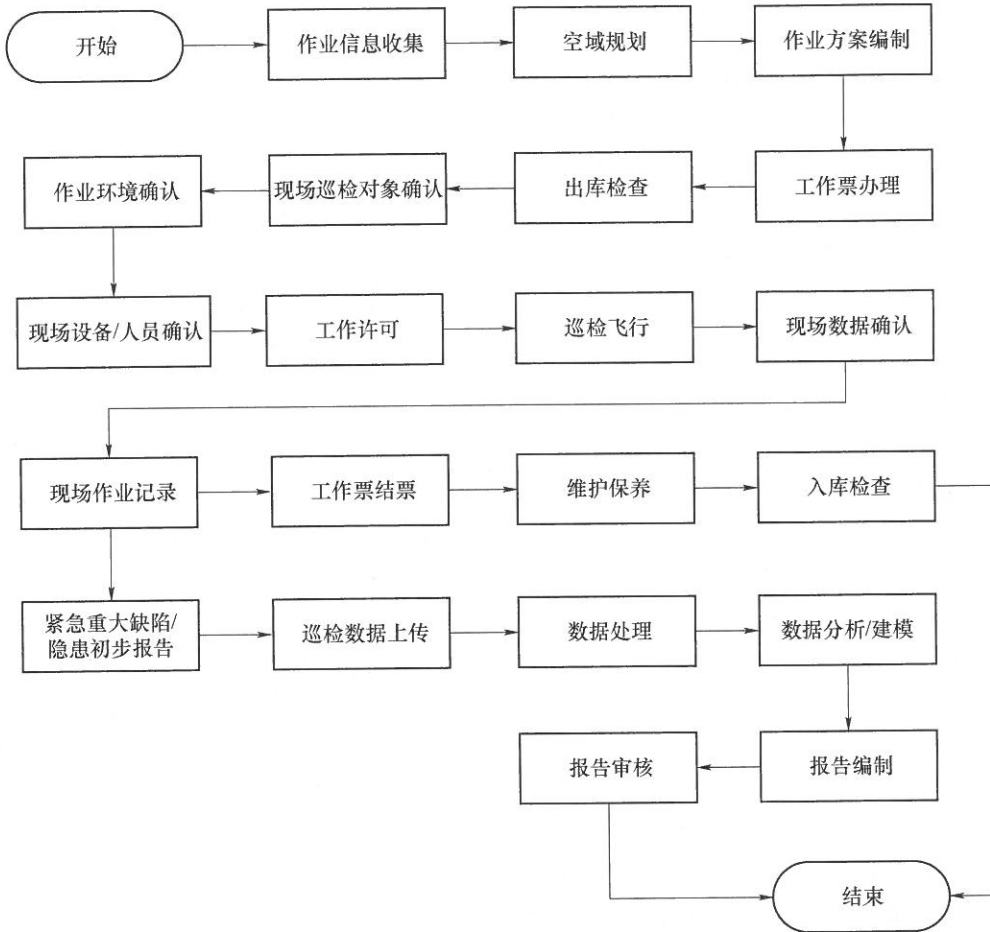 开始
作业信息收集
空域规划
作业方案编制
作业环境确认
现场巡检对象确认
出库检查
工作票办理
现场设备/人员确认
工作许可
巡检飞行
现场数据确认
现场作业记录
工作票结票
维护保养
入库检查
紧急重大缺陷/
隐患初步报告
巡检数据上传
数据处理
数据分析/建模
报告审核
报告编制
结束